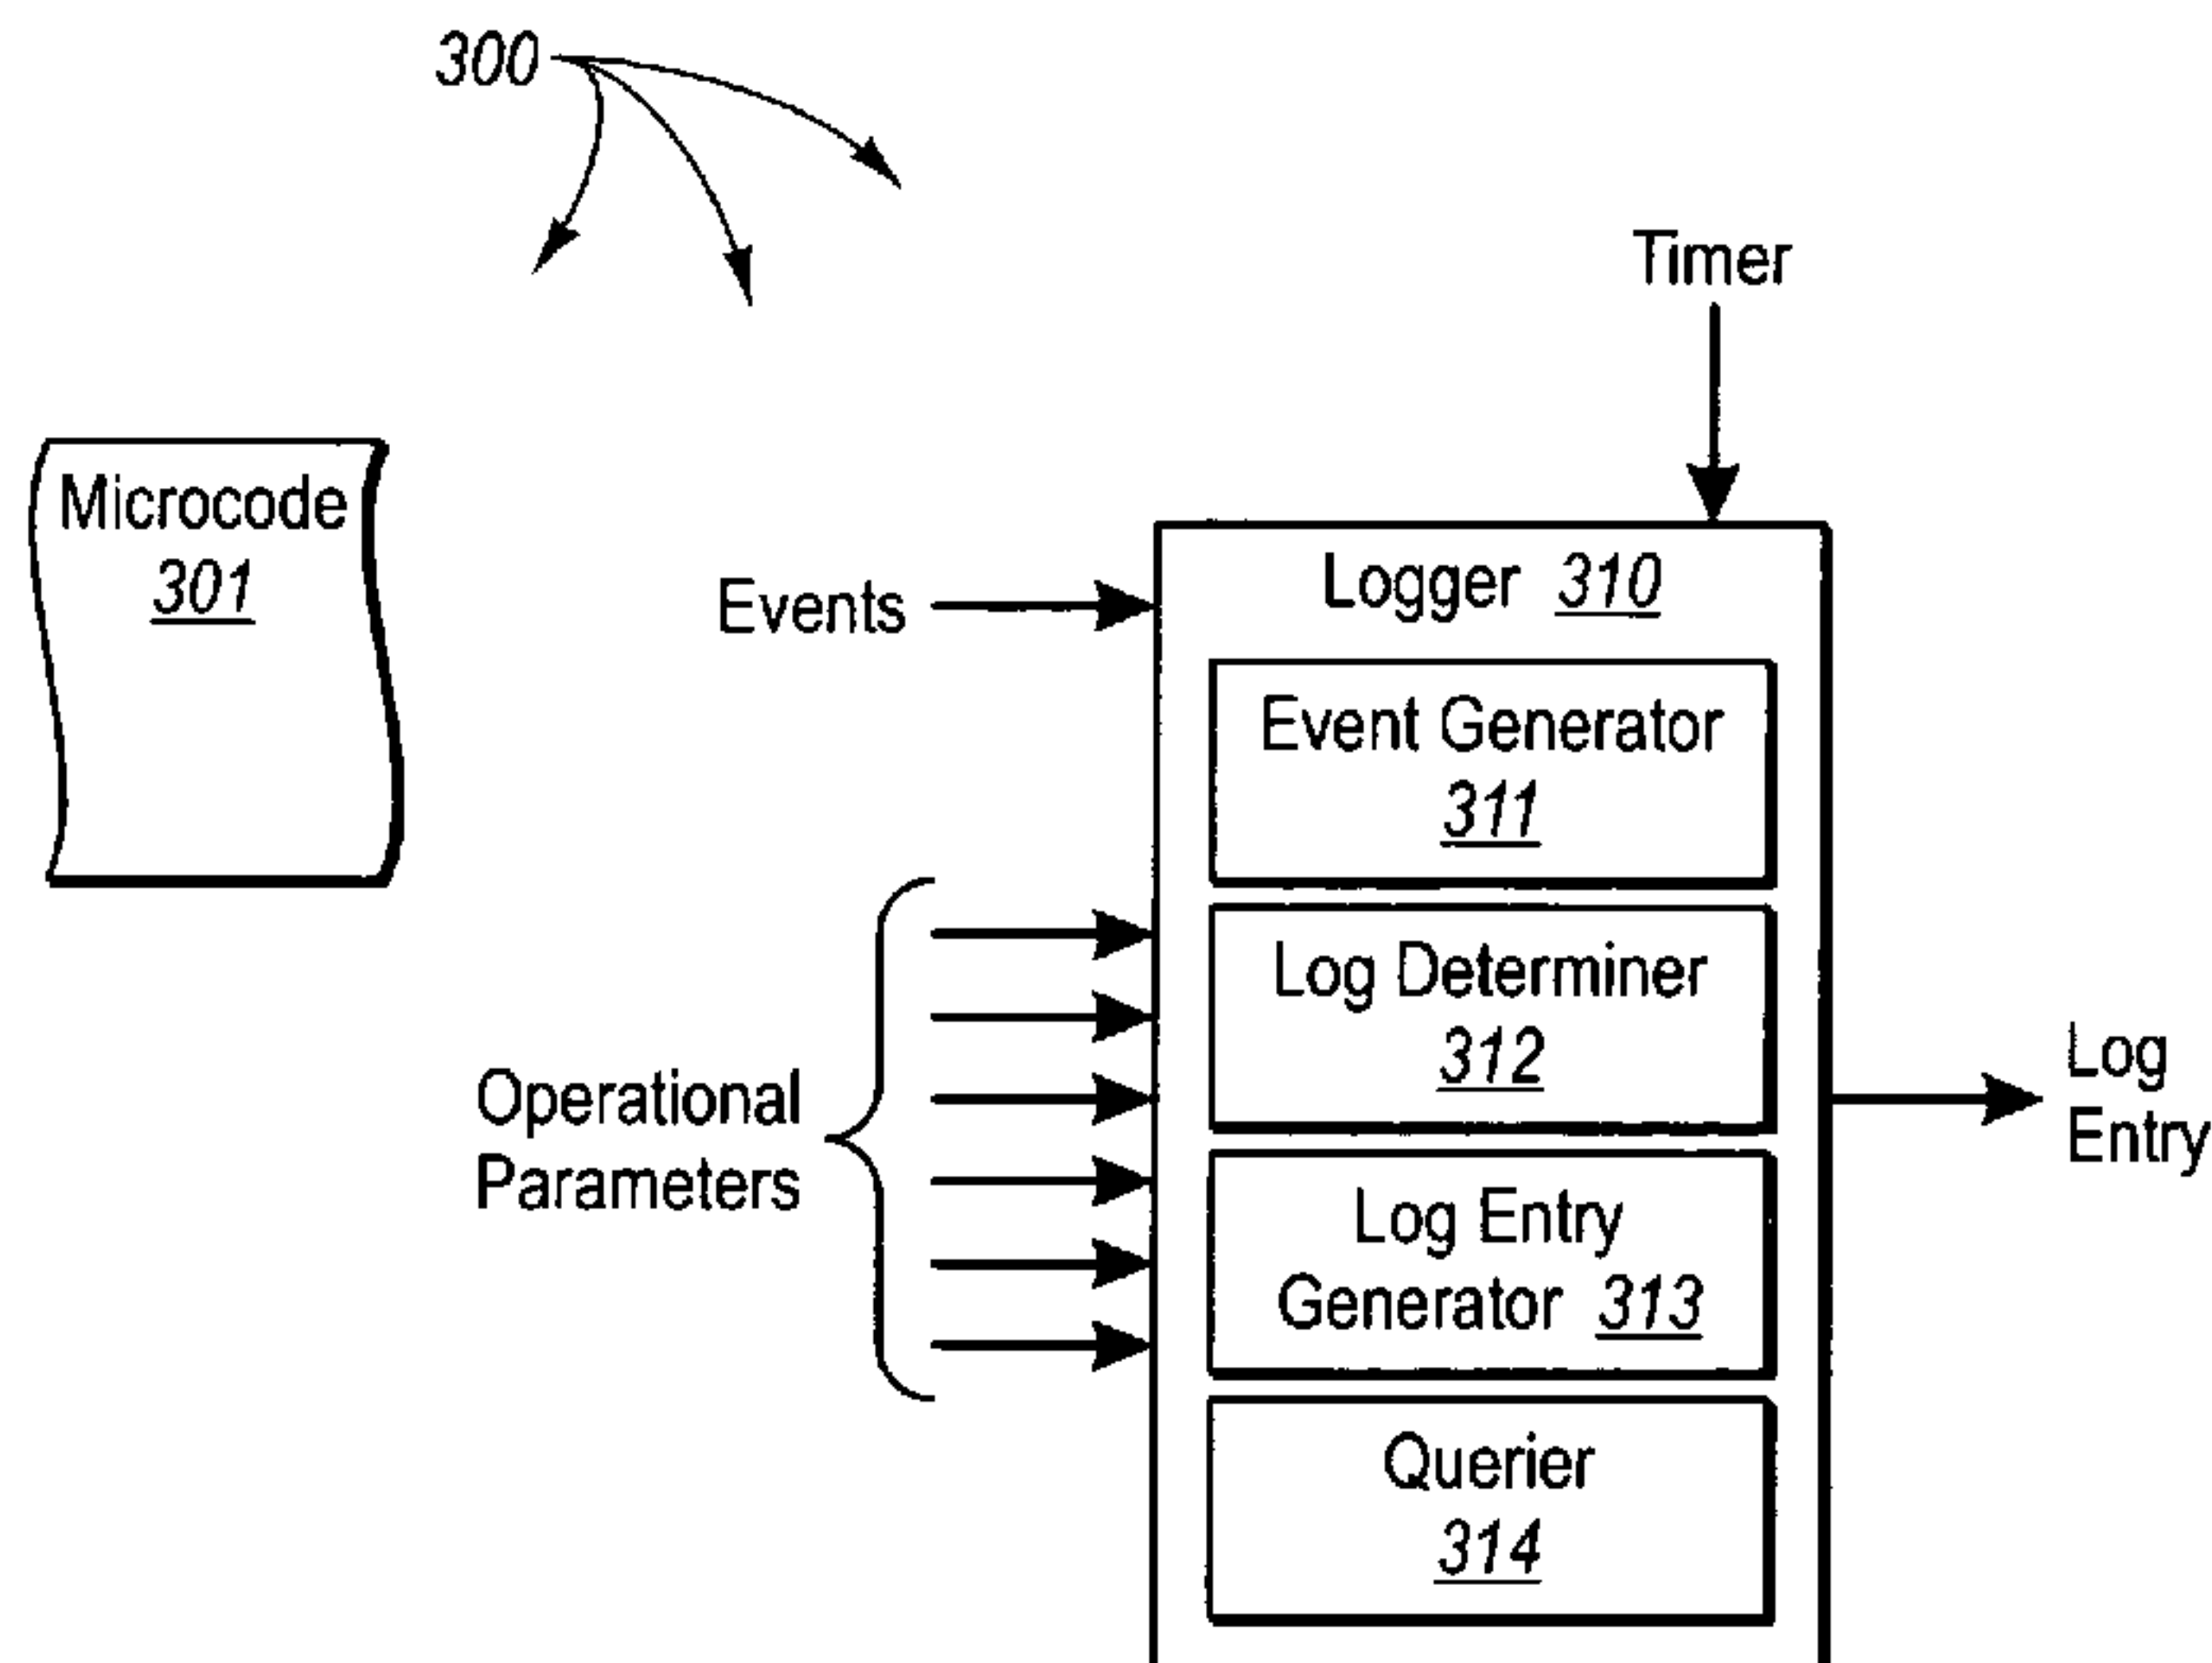 300
Timer
Microcode
301
Events
Logger 310
Event Generator
311
Log Determiner
312
Operational
Parameters
Log Entry
Generator 313
Querier
314
Log
Entry